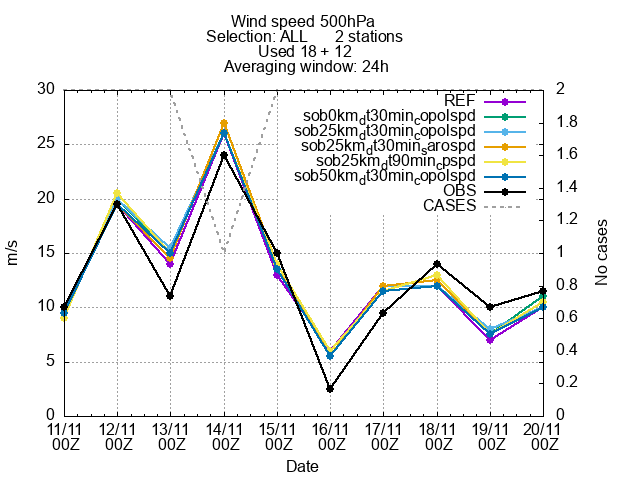 Wind speed 500hPa
Selection: ALL 2 stations
Used 18 + 12
Averaging window: 24h
REF
sob0km_dt30min_copolspd
sob25km_dt30min_copolspd
sob25km_dt30min_sarospd
sob25km_dt90min_cpspd
sob50km_dt30min_copolspd
OBS
CASES
30
25
20
15
10
5
0
m/s
2
1.8
1.6
1.4
1.2
1
0.8
0.6
0.4
0.2
0
No cases
11/11 12/11 13/11 14/11 15/11 16/11 17/11 18/11 19/11 20/11
00Z 00Z 00Z 00Z 00Z 00Z 00Z 00Z 00Z 00Z
Date